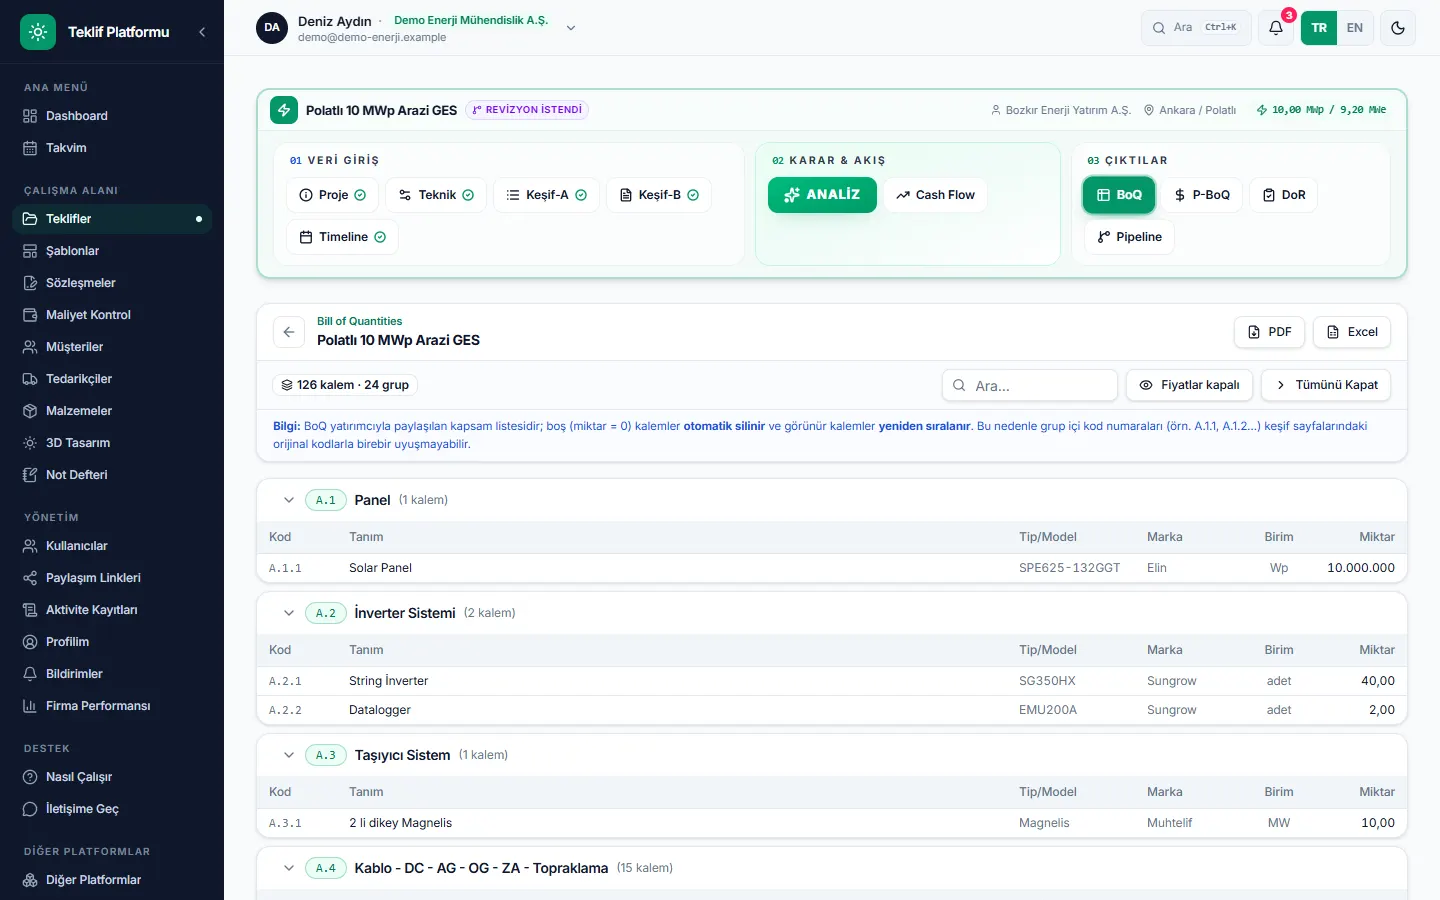 Teklif Platformu
ANA MENÜ
Dashboard
Takvim
ÇALIŞMA ALANI
Teklifler
Şablonlar
Sözleşmeler
Maliyet Kontrol
Müşteriler
Tedarikçiler
Malzemeler
3D Tasarım
Not Defteri
YÖNETİM
Kullanıcılar
Paylaşım Linkleri
Aktivite Kayıtları
Profilim
Bildirimler
Firma Performansı
DESTEK
Nasıl Çalışır
İletişime Geç
DİĞER PLATFORMLAR
Diğer Platformlar
DA
Deniz Aydın · Demo Enerji Mühendislik A.Ş.
demo@demo-enerji.example
Ara Ctrl+K
3
TR EN
Polatlı 10 MWp Arazi GES REVİZYON İSTENDİ
Bozkır Enerji Yatırım A.Ş. Ankara / Polatlı 10,00 MWp / 9,20 MWe
01 VERİ GİRİŞ
Proje Teknik Keşif-A Keşif-B
Timeline
02 KARAR & AKIŞ
ANALİZ Cash Flow
03 ÇIKTILAR
BoQ P-BoQ DoR
Pipeline
Bill of Quantities
Polatlı 10 MWp Arazi GES
PDF Excel
126 kalem · 24 grup
Ara... Fiyatlar kapalı Tümünü Kapat
Bilgi: BoQ yatırımcıyla paylaşılan kapsam listesidir; boş (miktar = 0) kalemler otomatik silinir ve görünür kalemler yeniden sıralanır. Bu nedenle grup içi kod numaraları (örn. A.1.1, A.1.2...) keşif sayfalarındaki
orijinal kodlarla birebir uyuşmayabilir.
A.1 Panel (1 kalem)
Kod Tanım Tip/Model Marka Birim Miktar
A.1.1 Solar Panel SPE625-132GGT Elin Wp 10.000.000
A.2 İnverter Sistemi (2 kalem)
Kod Tanım Tip/Model Marka Birim Miktar
A.2.1 String İnverter SG350HX Sungrow adet 40,00
A.2.2 Datalogger EMU200A Sungrow adet 2,00
A.3 Taşıyıcı Sistem (1 kalem)
Kod Tanım Tip/Model Marka Birim Miktar
A.3.1 2 li dikey Magnelis Magnelis Muhtelif MW 10,00
A.4 Kablo - DC - AG - OG - ZA - Topraklama (15 kalem)